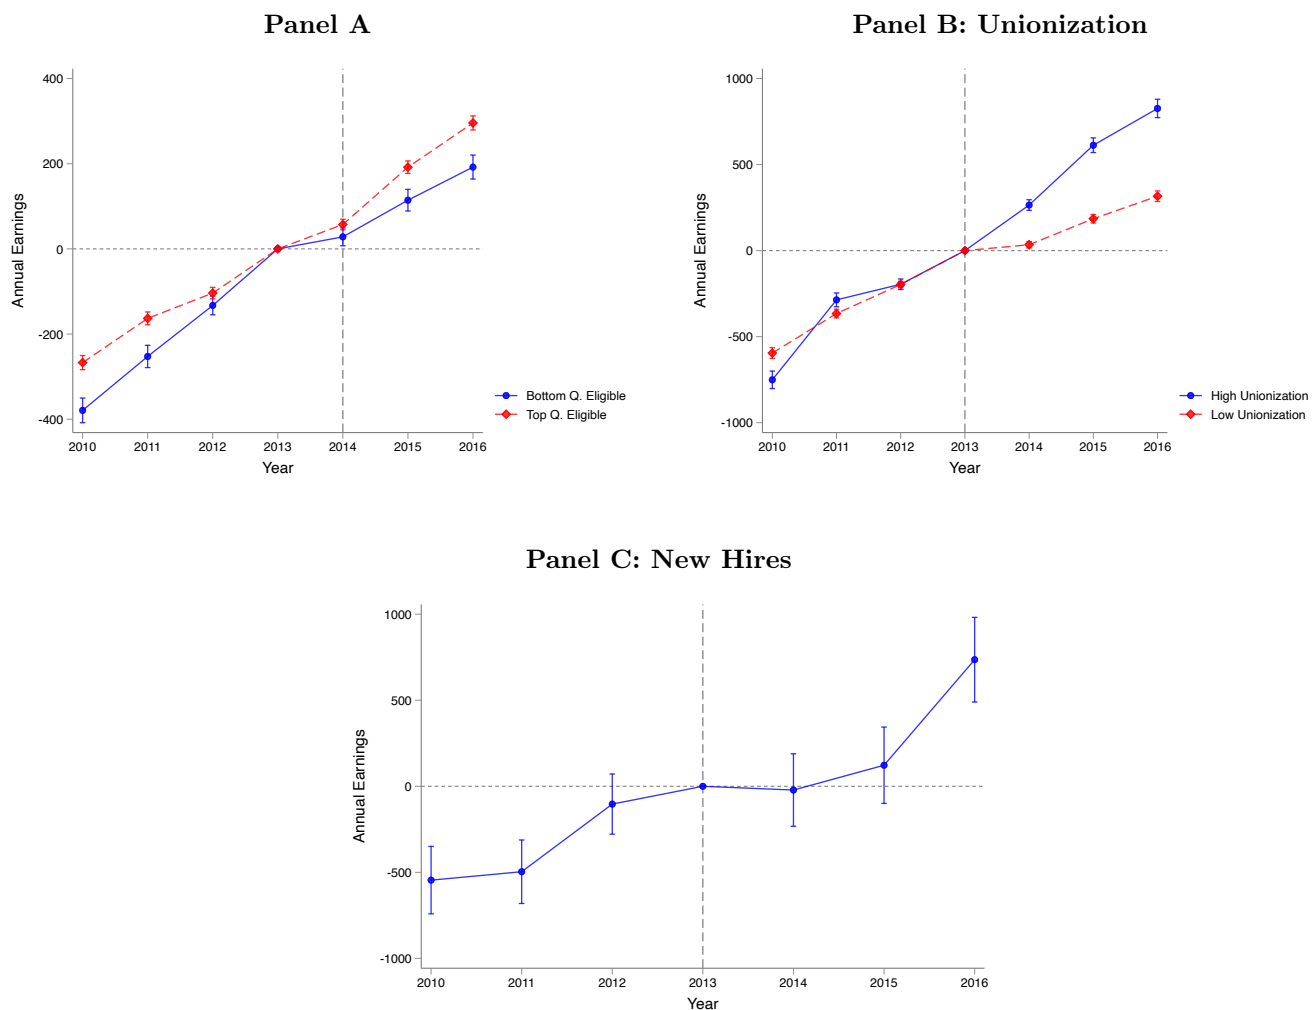 Panel A
400
200
0
-200
-400
Annual Earnings
2010 2011 2012 2013 2014 2015 2016
Year
Bottom Q. Eligible
Top Q. Eligible
Panel B: Unionization
1000
500
0
-500
-1000
Annual Earnings
2010 2011 2012 2013 2014 2015 2016
Year
High Unionization
Low Unionization
Panel C: New Hires
1000
500
0
-500
-1000
Annual Earnings
2010 2011 2012 2013 2014 2015 2016
Year